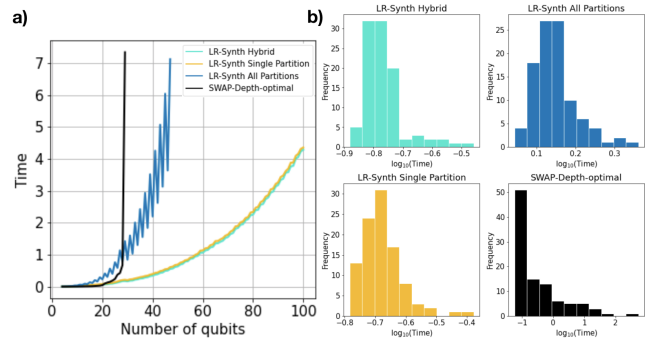 a)
Time
7
6
5
4
3
2
1
0
0 20 40 60 80 100
Number of qubits
LR-Synth Hybrid
LR-Synth Single Partition
LR-Synth All Partitions
SWAP-Depth-optimal
b)
LR-Synth Hybrid
Frequency
30
25
20
15
10
5
0
-0.9 -0.8 -0.7 -0.6 -0.5
log10(Time)
LR-Synth All Partitions
Frequency
25
20
15
10
5
0
0.1 0.2 0.3
log10(Time)
LR-Synth Single Partition
Frequency
30
25
20
15
10
5
0
-0.8 -0.7 -0.6 -0.5 -0.4
log10(Time)
SWAP-Depth-optimal
Frequency
50
40
30
20
10
0
-1 0 1 2
log10(Time)